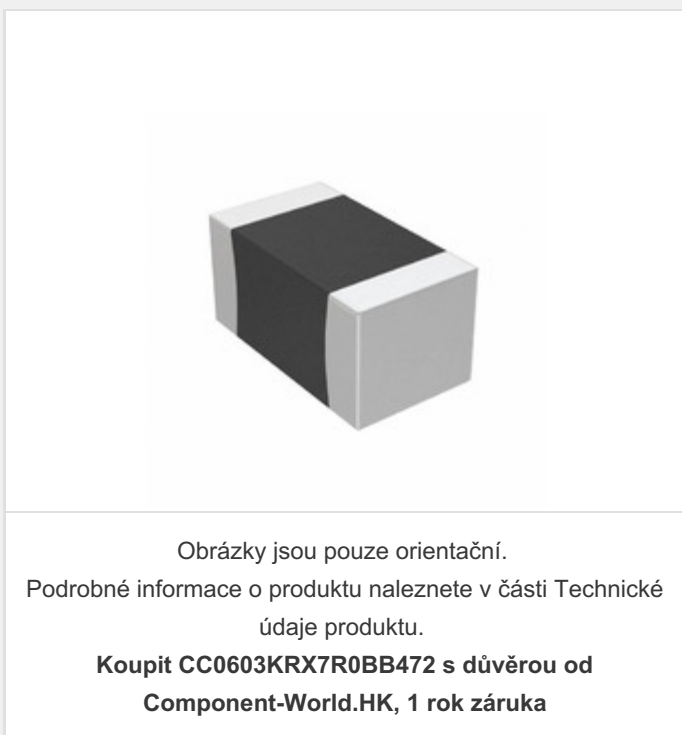 Obrázky jsou pouze orientační.
Podrobné informace o produktu naleznete v části Technické
údaje produktu.
Koupit CC0603KRX7R0BB472 s důvěrou od
Component-World.HK, 1 rok záruka